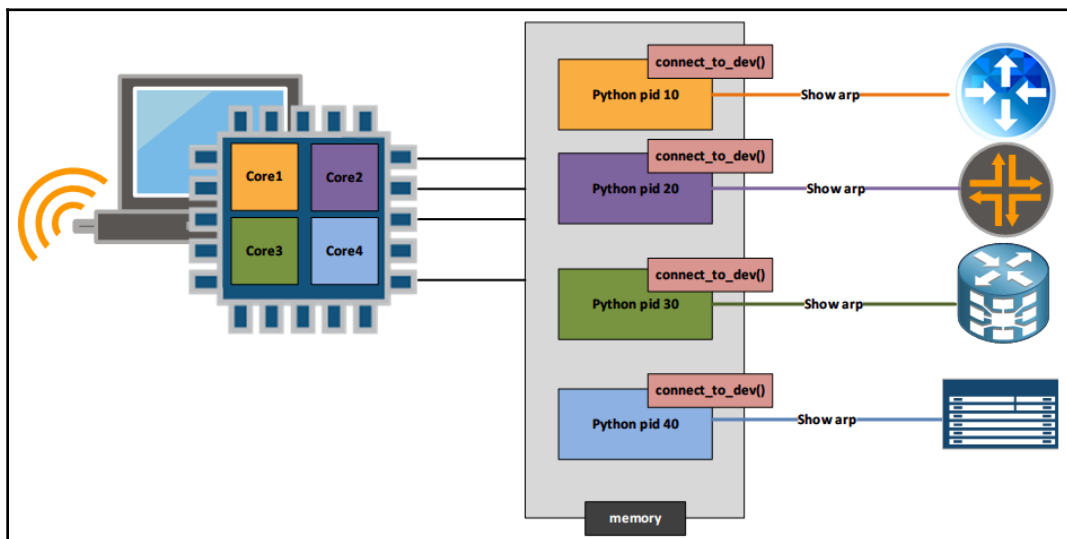 Core1
Core2
Core3
Core4
connect_to_dev()
Python pid 10
Show arp
connect_to_dev()
Python pid 20
Show arp
connect_to_dev()
Python pid 30
Show arp
connect_to_dev()
Python pid 40
Show arp
memory